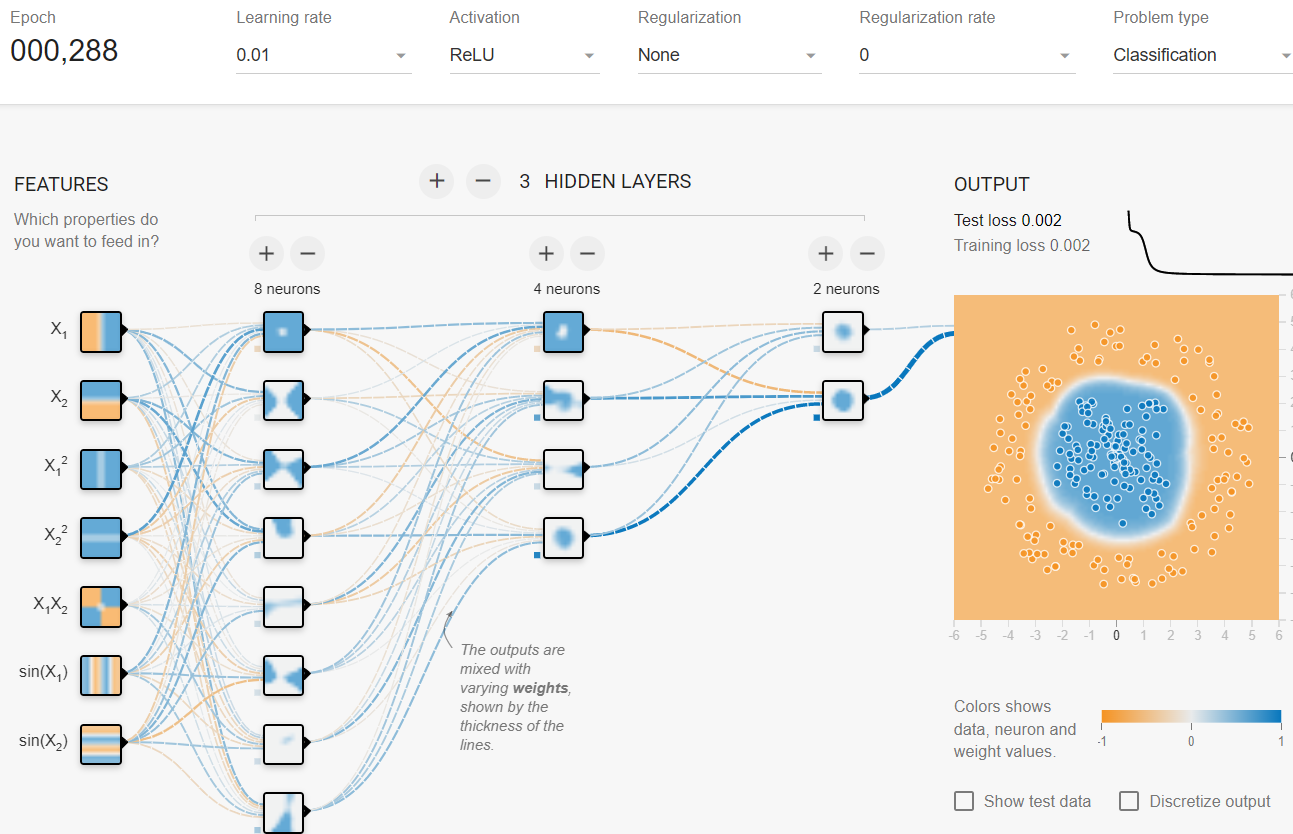 Epoch
000,288
Learning rate
0.01
Activation
ReLU
Regularization
None
Regularization rate
0
Problem type
Classification
FEATURES
Which properties do
you want to feed in?
+ − 3 HIDDEN LAYERS
+ −
8 neurons
+ −
4 neurons
+ −
2 neurons
X₁
X₂
X₁²
X₂²
X₁X₂
sin(X₁)
sin(X₂)
The outputs are
mixed with
varying weights,
shown by the
thickness of the
lines.
OUTPUT
Test loss 0.002
Training loss 0.002
-6 -5 -4 -3 -2 -1 0 1 2 3 4 5 6
Colors shows
data, neuron and
weight values.
-1 0 1
Show test data
Discretize output